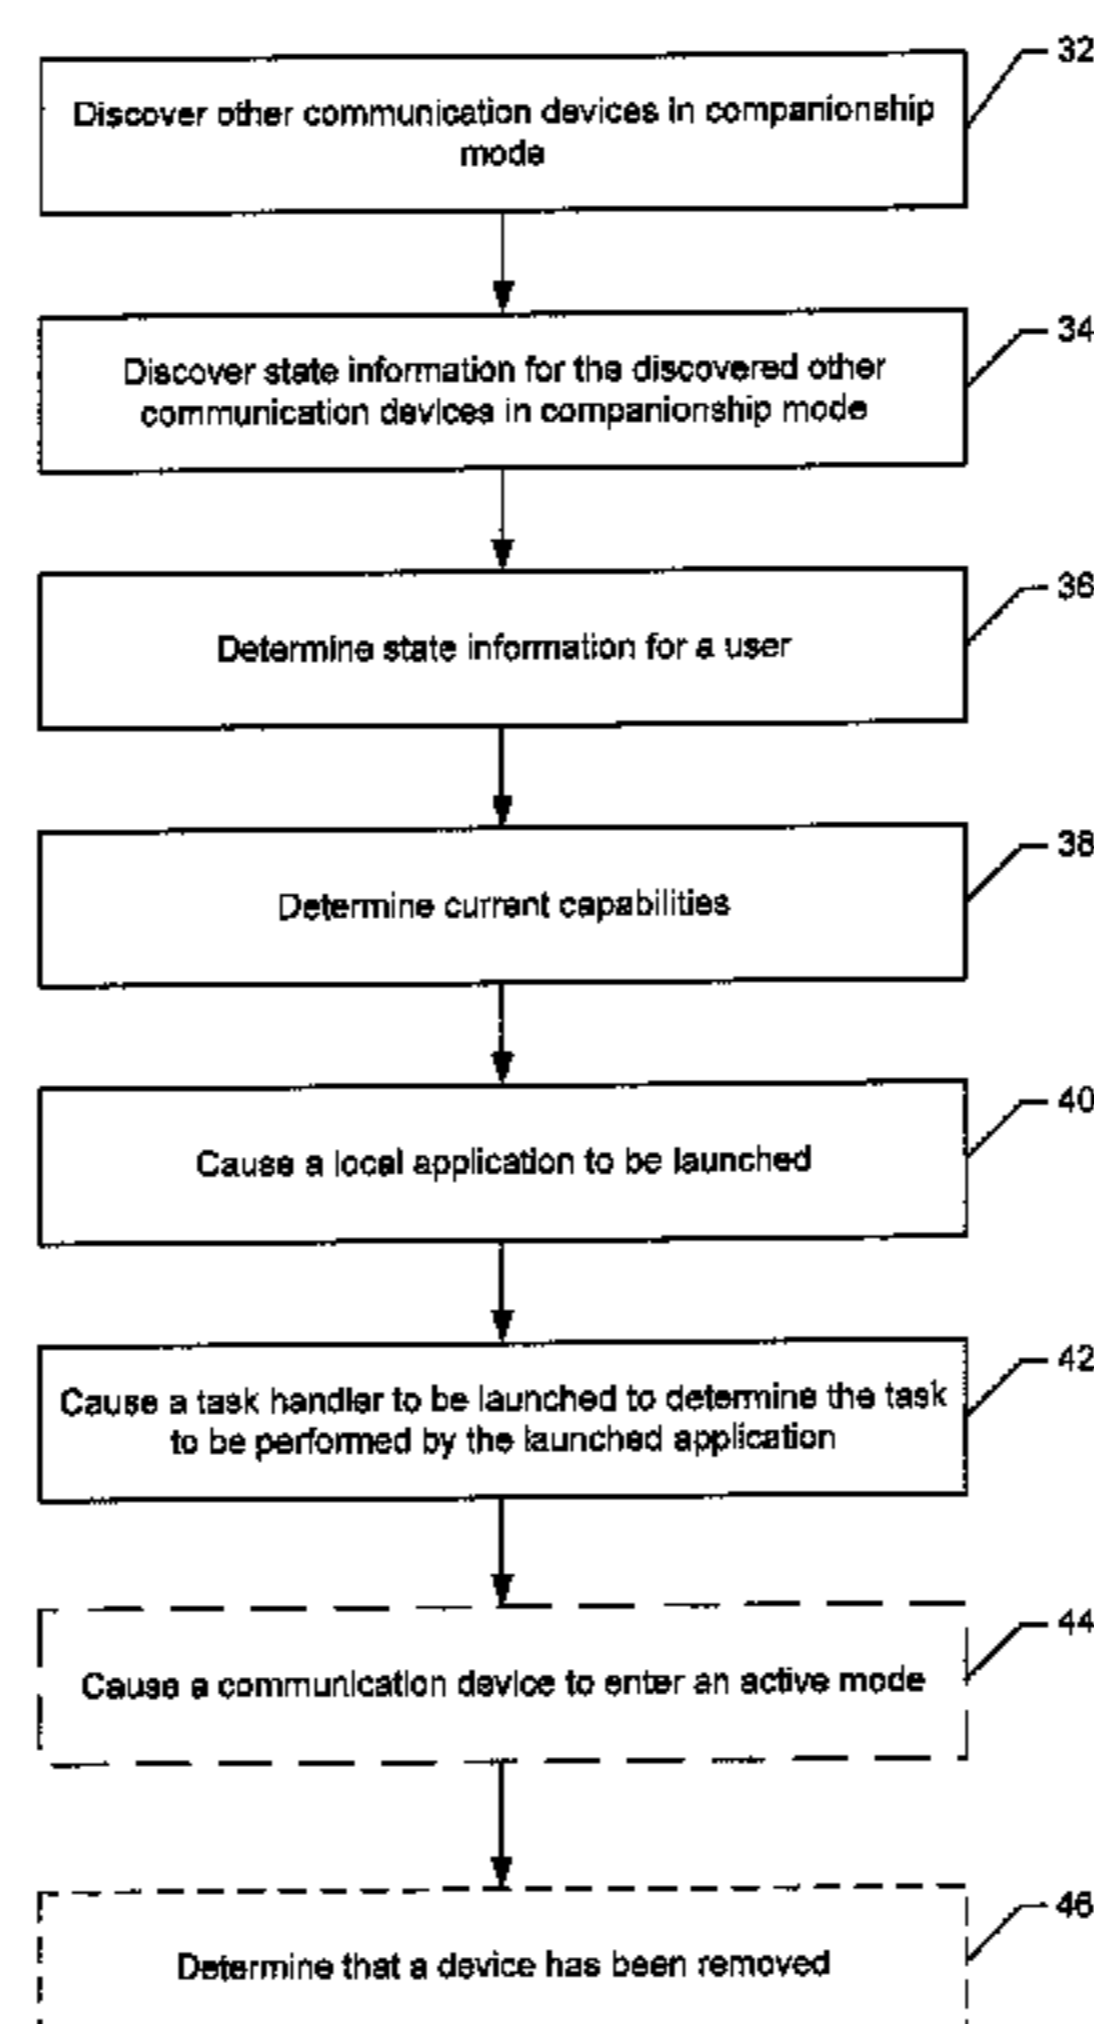 32
Discover other communication devices in companionship
mode
34
Discover state information for the discovered other
communication devices in companionship mode
36
Determine state information for a user
38
Determine current capabilities
40
Cause a local application to be launched
42
Cause a task handler to be launched to determine the task
to be performed by the launched application
44
Cause a communication device to enter an active mode
46
Determine that a device has been removed